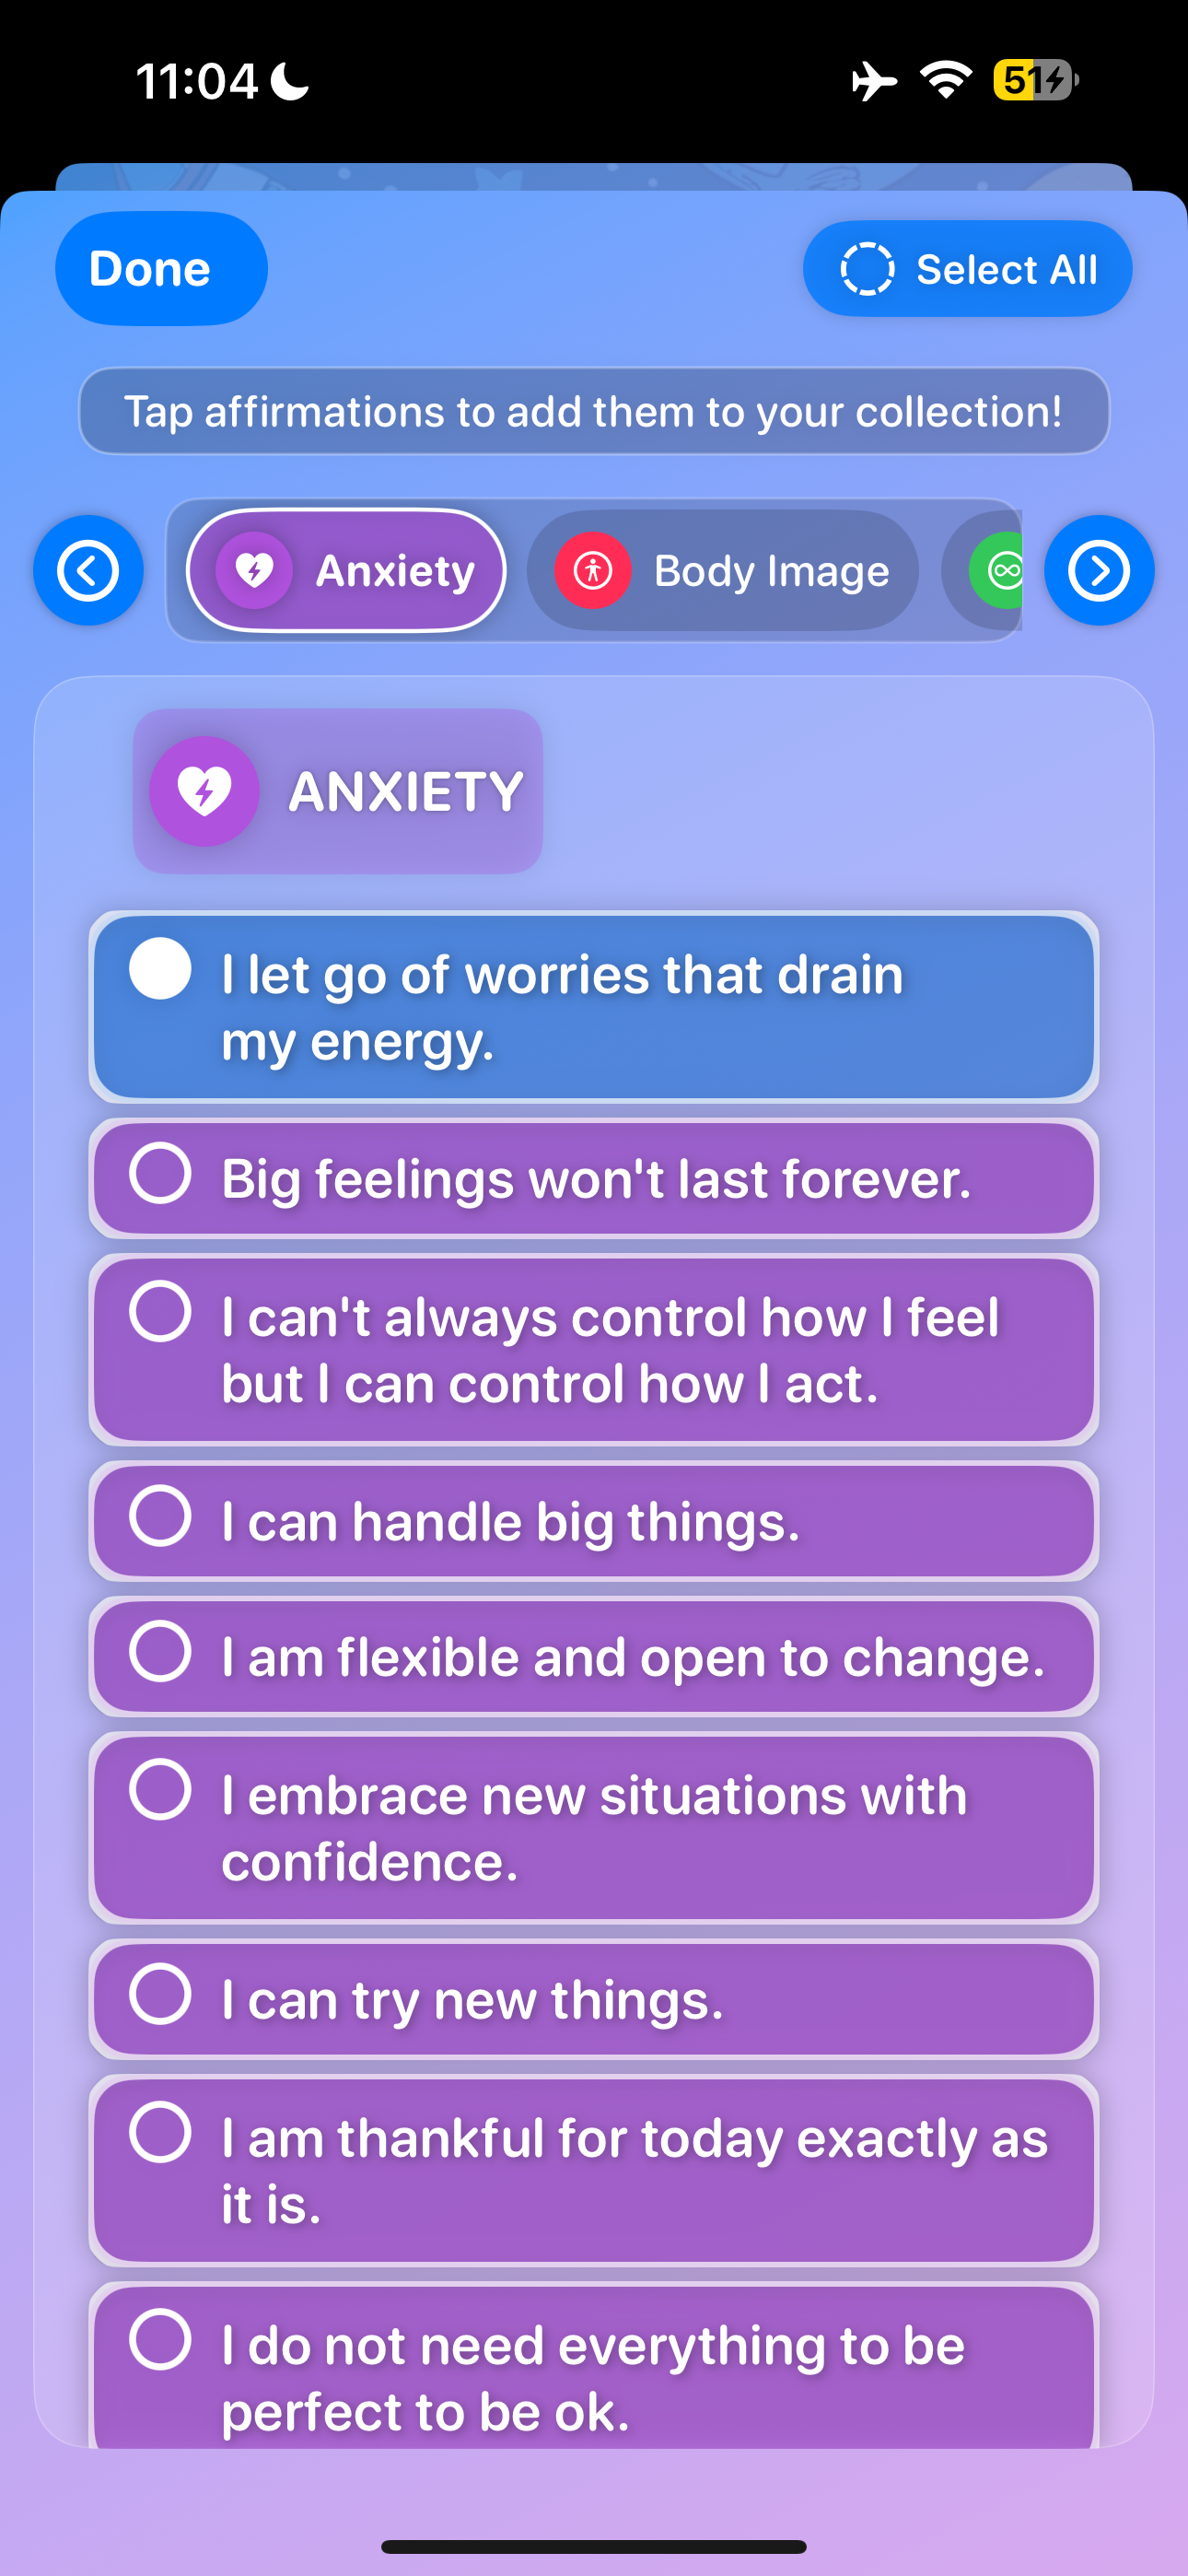 11:04
51
Done
Select All
Tap affirmations to add them to your collection!
Anxiety
Body Image
ANXIETY
I let go of worries that drain
my energy.
Big feelings won't last forever.
I can't always control how I feel
but I can control how I act.
I can handle big things.
I am flexible and open to change.
I embrace new situations with
confidence.
I can try new things.
I am thankful for today exactly as
it is.
I do not need everything to be
perfect to be ok.